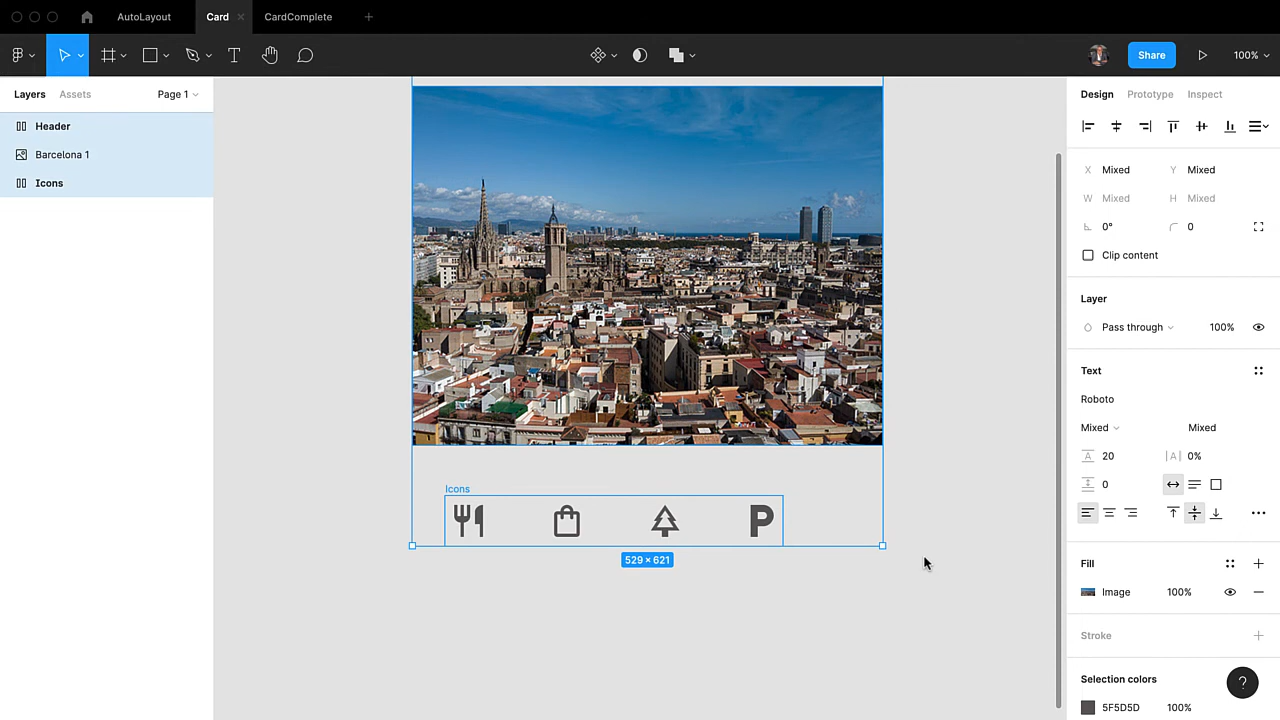 AutoLayout Card CardComplete
Share 100%
Layers Assets Page 1
Header
Barcelona 1
Icons
Icons
P
529 × 621
Design Prototype Inspect
X Mixed Y Mixed
W Mixed H Mixed
0° 0
Clip content
Layer
Pass through 100%
Text
Roboto
Mixed Mixed
A 20 |A| 0%
0
Fill
Image 100%
Stroke
Selection colors
5F5D5D 100%
?